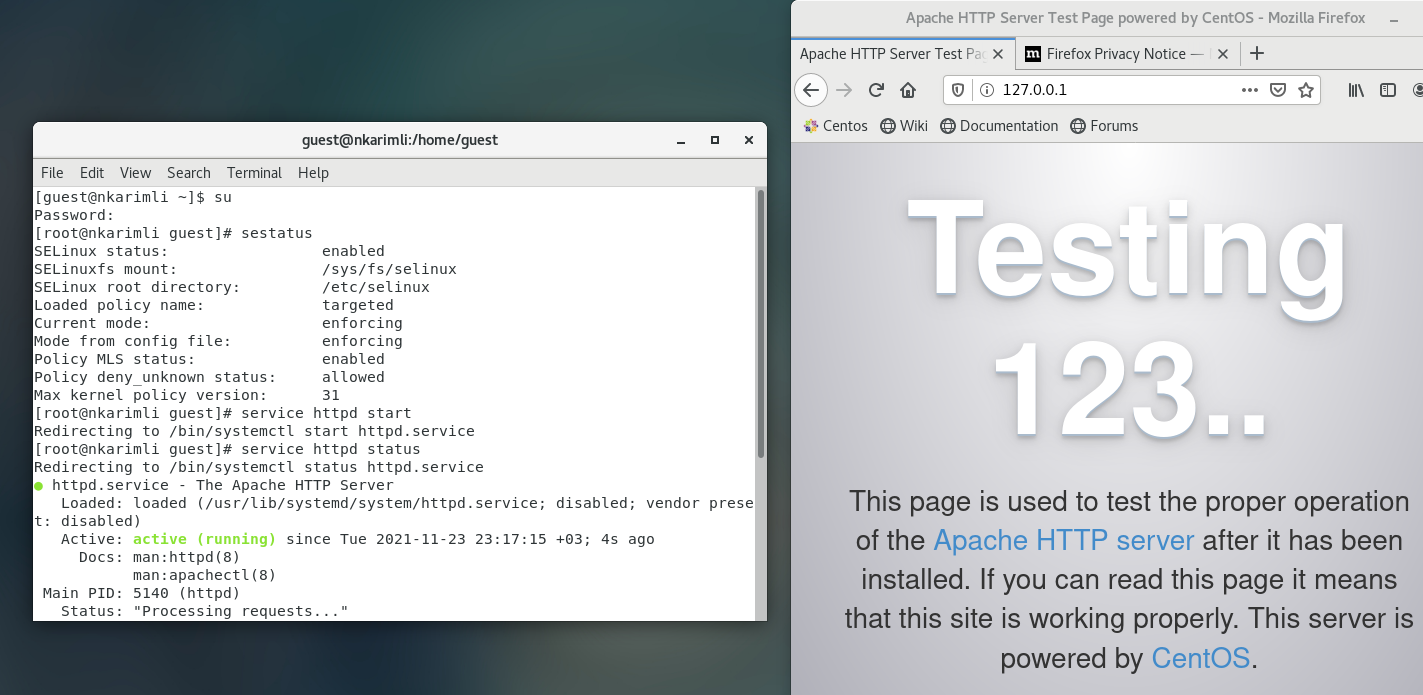 guest@nkarimli:/home/guest
File Edit View Search Terminal Help
[guest@nkarimli ~]$ su
Password:
[root@nkarimli guest]# sestatus
SELinux status:                 enabled
SELinuxfs mount:                /sys/fs/selinux
SELinux root directory:         /etc/selinux
Loaded policy name:             targeted
Current mode:                   enforcing
Mode from config file:          enforcing
Policy MLS status:              enabled
Policy deny_unknown status:     allowed
Max kernel policy version:      31
[root@nkarimli guest]# service httpd start
Redirecting to /bin/systemctl start httpd.service
[root@nkarimli guest]# service httpd status
Redirecting to /bin/systemctl status httpd.service
● httpd.service - The Apache HTTP Server
   Loaded: loaded (/usr/lib/systemd/system/httpd.service; disabled; vendor prese
t: disabled)
   Active: active (running) since Tue 2021-11-23 23:17:15 +03; 4s ago
     Docs: man:httpd(8)
           man:apachectl(8)
 Main PID: 5140 (httpd)
   Status: "Processing requests..."
Apache HTTP Server Test Page powered by CentOS - Mozilla Firefox
Apache HTTP Server Test Pag Firefox Privacy Notice —
127.0.0.1
Centos Wiki Documentation Forums
Testing
123..
This page is used to test the proper operation
of the Apache HTTP server after it has been
installed. If you can read this page it means
that this site is working properly. This server is
powered by CentOS.